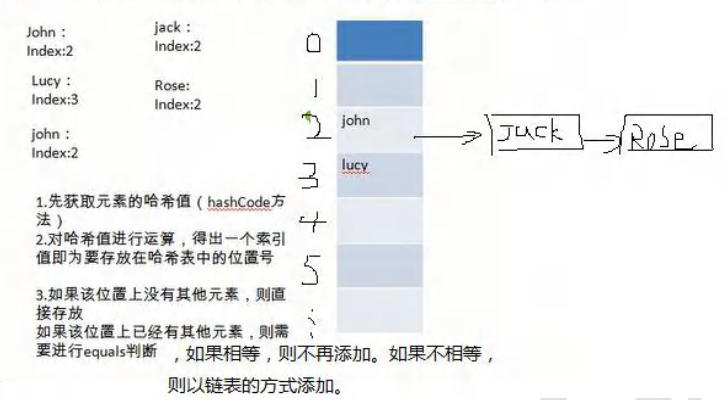 John：
Index:2
jack：
Index:2
Lucy：
Index:3
Rose:
Index:2
john：
Index:2
0
1
2
john
Jack
Rose
3
lucy
4
5
1.先获取元素的哈希值（hashCode方
法）
2.对哈希值进行运算，得出一个索引
值即为要存放在哈希表中的位置号
3.如果该位置上没有其他元素，则直
接存放
如果该位置上已经有其他元素，则需
要进行equals判断 ，如果相等，则不再添加。如果不相等，
则以链表的方式添加。